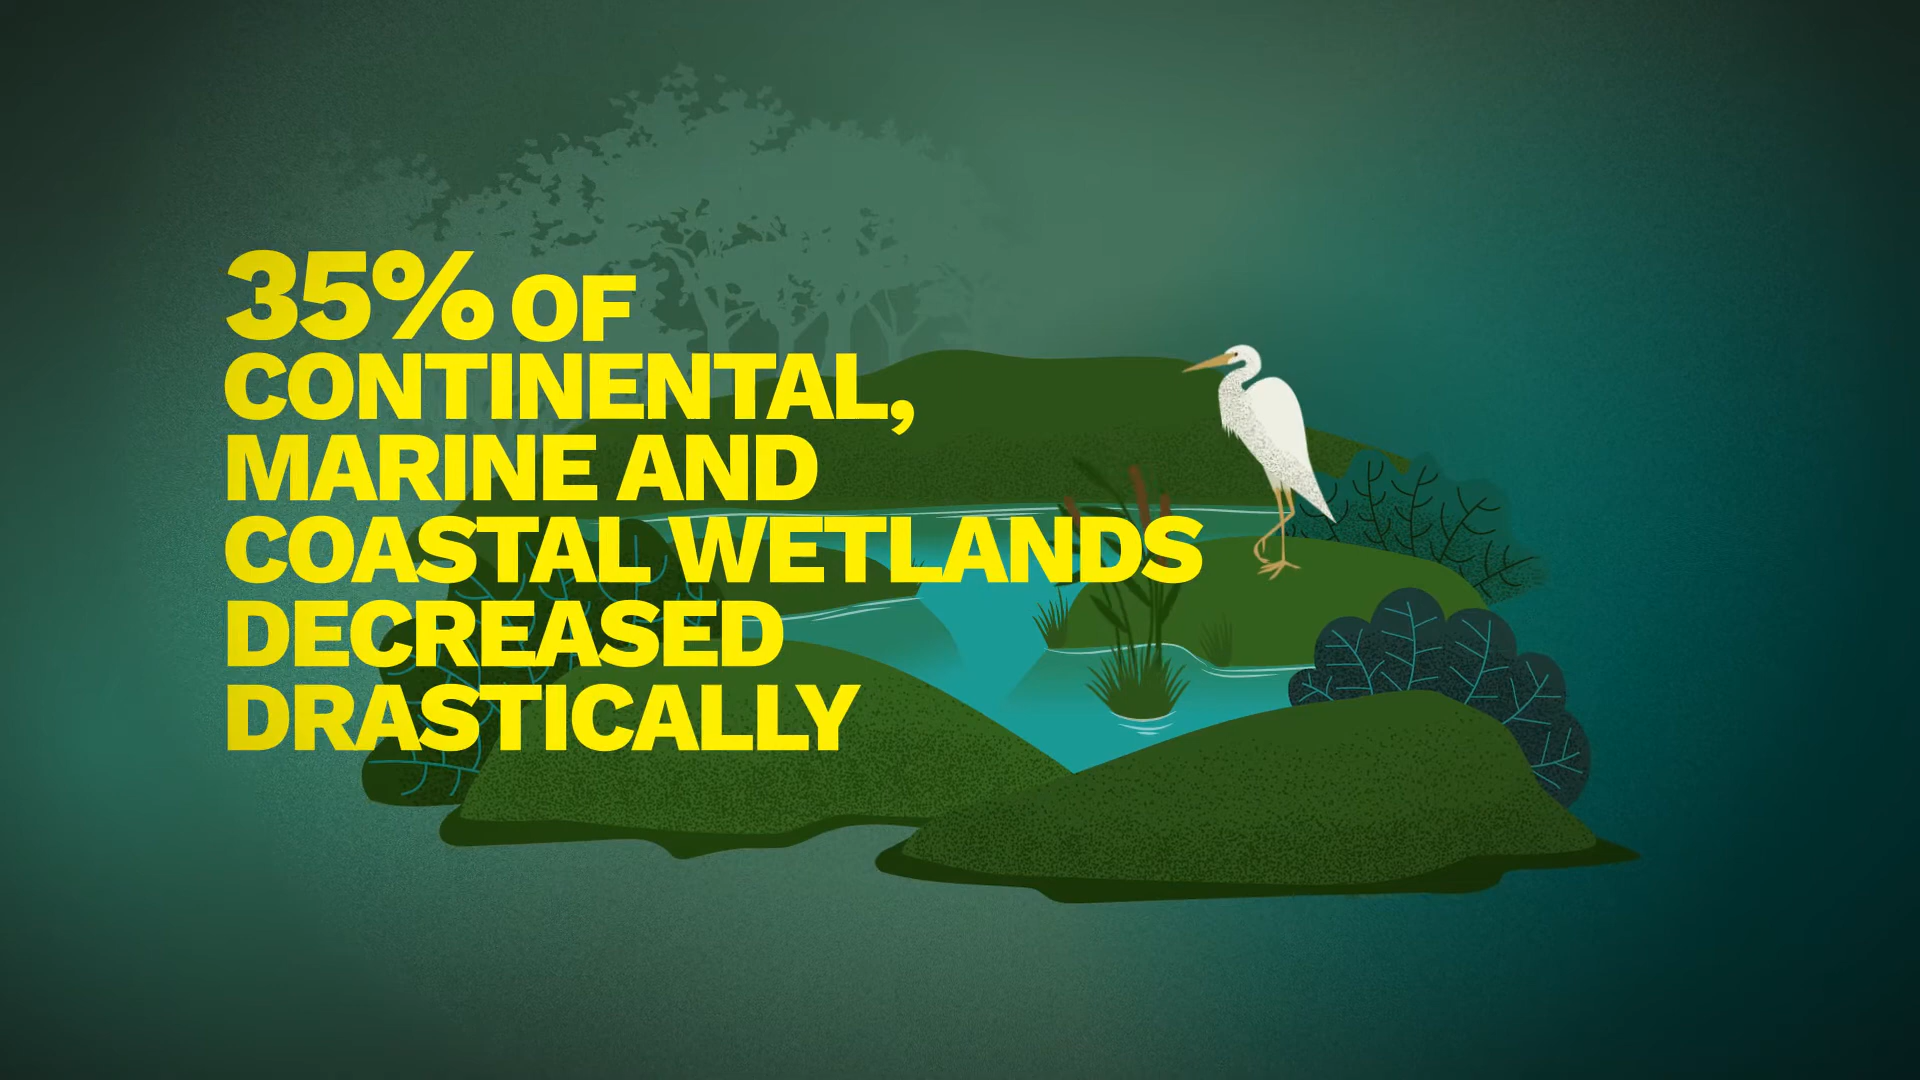 35% OF
CONTINENTAL,
MARINE AND
COASTAL WETLANDS
DECREASED
DRASTICALLY